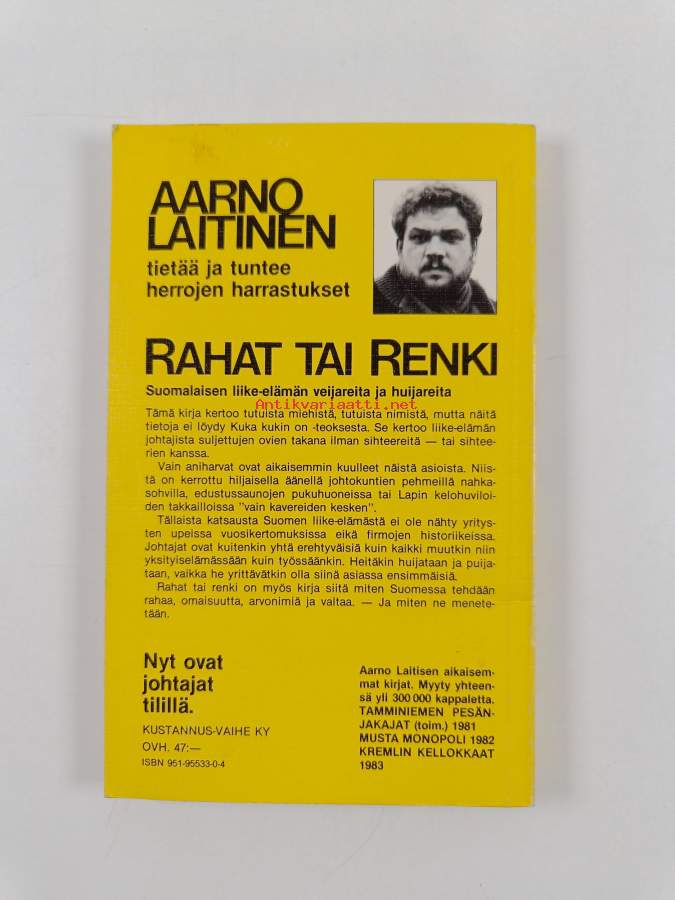 AARNO
LAITINEN
tietää ja tuntee
herrojen harrastukset
RAHAT TAI RENKI
Suomalaisen liike-elämän veijareita ja huijareita
Antikvariaatti.net
Tämä kirja kertoo tutuista miehistä, tutuista nimistä, mutta näitä
tietoja ei löydy Kuka kukin on -teoksesta. Se kertoo liike-elämän
johtajista suljettujen ovien takana ilman sihteereitä — tai sihtee-
rien kanssa.
Vain aniharvat ovat aikaisemmin kuulleet näistä asioista. Niis-
tä on kerrottu hiljaisella äänellä johtokuntien pehmeillä nahka-
sohvilla, edustussaunojen pukuhuoneissa tai Lapin kelohuviloi-
den takkailloissa "vain kavereiden kesken".
Tällaista katsausta Suomen liike-elämästä ei ole nähty yritys-
ten upeissa vuosikertomuksissa eikä firmojen historiikeissa.
Johtajat ovat kuitenkin yhtä erehtyväisiä kuin kaikki muutkin niin
yksityiselämässään kuin työssäänkin. Heitäkin huijataan ja puija-
taan, vaikka he yrittävätkin olla siinä asiassa ensimmäisiä.
Rahat tai renki on myös kirja siitä miten Suomessa tehdään
rahaa, omaisuutta, arvonimiä ja valtaa. — Ja miten ne menete-
tään.
Nyt ovat
johtajat
tilillä.
KUSTANNUS-VAIHE KY
OVH. 47:—
ISBN 951-95533-0-4
Aarno Laitisen aikaisem-
mat kirjat. Myyty yhteen-
sä yli 300 000 kappaletta.
TAMMINIEMEN PESÄN-
JAKAJAT (toim.) 1981
MUSTA MONOPOLI 1982
KREMLIN KELLOKKAAT
1983